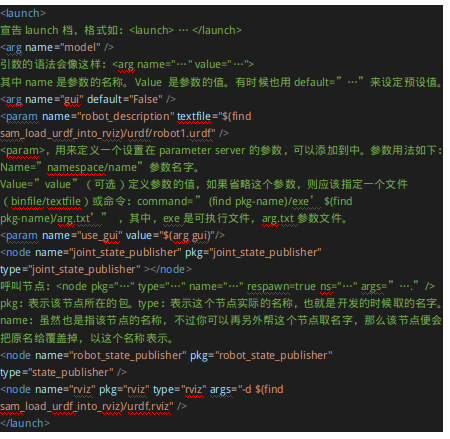 <launch>
宣告 launch 档，格式如：<launch> … </launch>
<arg name="model" />
引数的语法会像这样：<arg name="…" value="…">
其中 name 是参数的名称。Value 是参数的值。有时候也用 default=”…”来设定预设值。
<arg name="gui" default="False" />
<param name="robot_description" textfile="$(find
sam_load_urdf_into_rviz)/urdf/robot1.urdf" />
<param>，用来定义一个设置在 parameter server 的参数，可以添加到中。参数用法如下：
Name=”namespace/name”参数名字。
Value=”value”（可选）定义参数的值，如果省略这个参数，则应该指定一个文件
（binfile/textfile）或命令：command=”(find pkg-name)/exe’ $(find
pkg-name)/arg.txt’” ，其中，exe 是可执行文件，arg.txt 参数文件。
<param name="use_gui" value="$(arg gui)"/>
<node name="joint_state_publisher" pkg="joint_state_publisher"
type="joint_state_publisher" ></node>
呼叫节点：<node pkg="…" type="…" name="…" respawn=true ns="…" args=”….”/>
pkg：表示该节点所在的包。type：表示这个节点实际的名称，也就是开发的时候取的名字。
name：虽然也是指该节点的名称，不过你可以再另外帮这个节点取名字，那么该节点便会
把原名给覆盖掉，以这个名称表示。
<node name="robot_state_publisher" pkg="robot_state_publisher"
type="state_publisher" />
<node name="rviz" pkg="rviz" type="rviz" args="-d $(find
sam_load_urdf_into_rviz)/urdf.rviz" />
</launch>